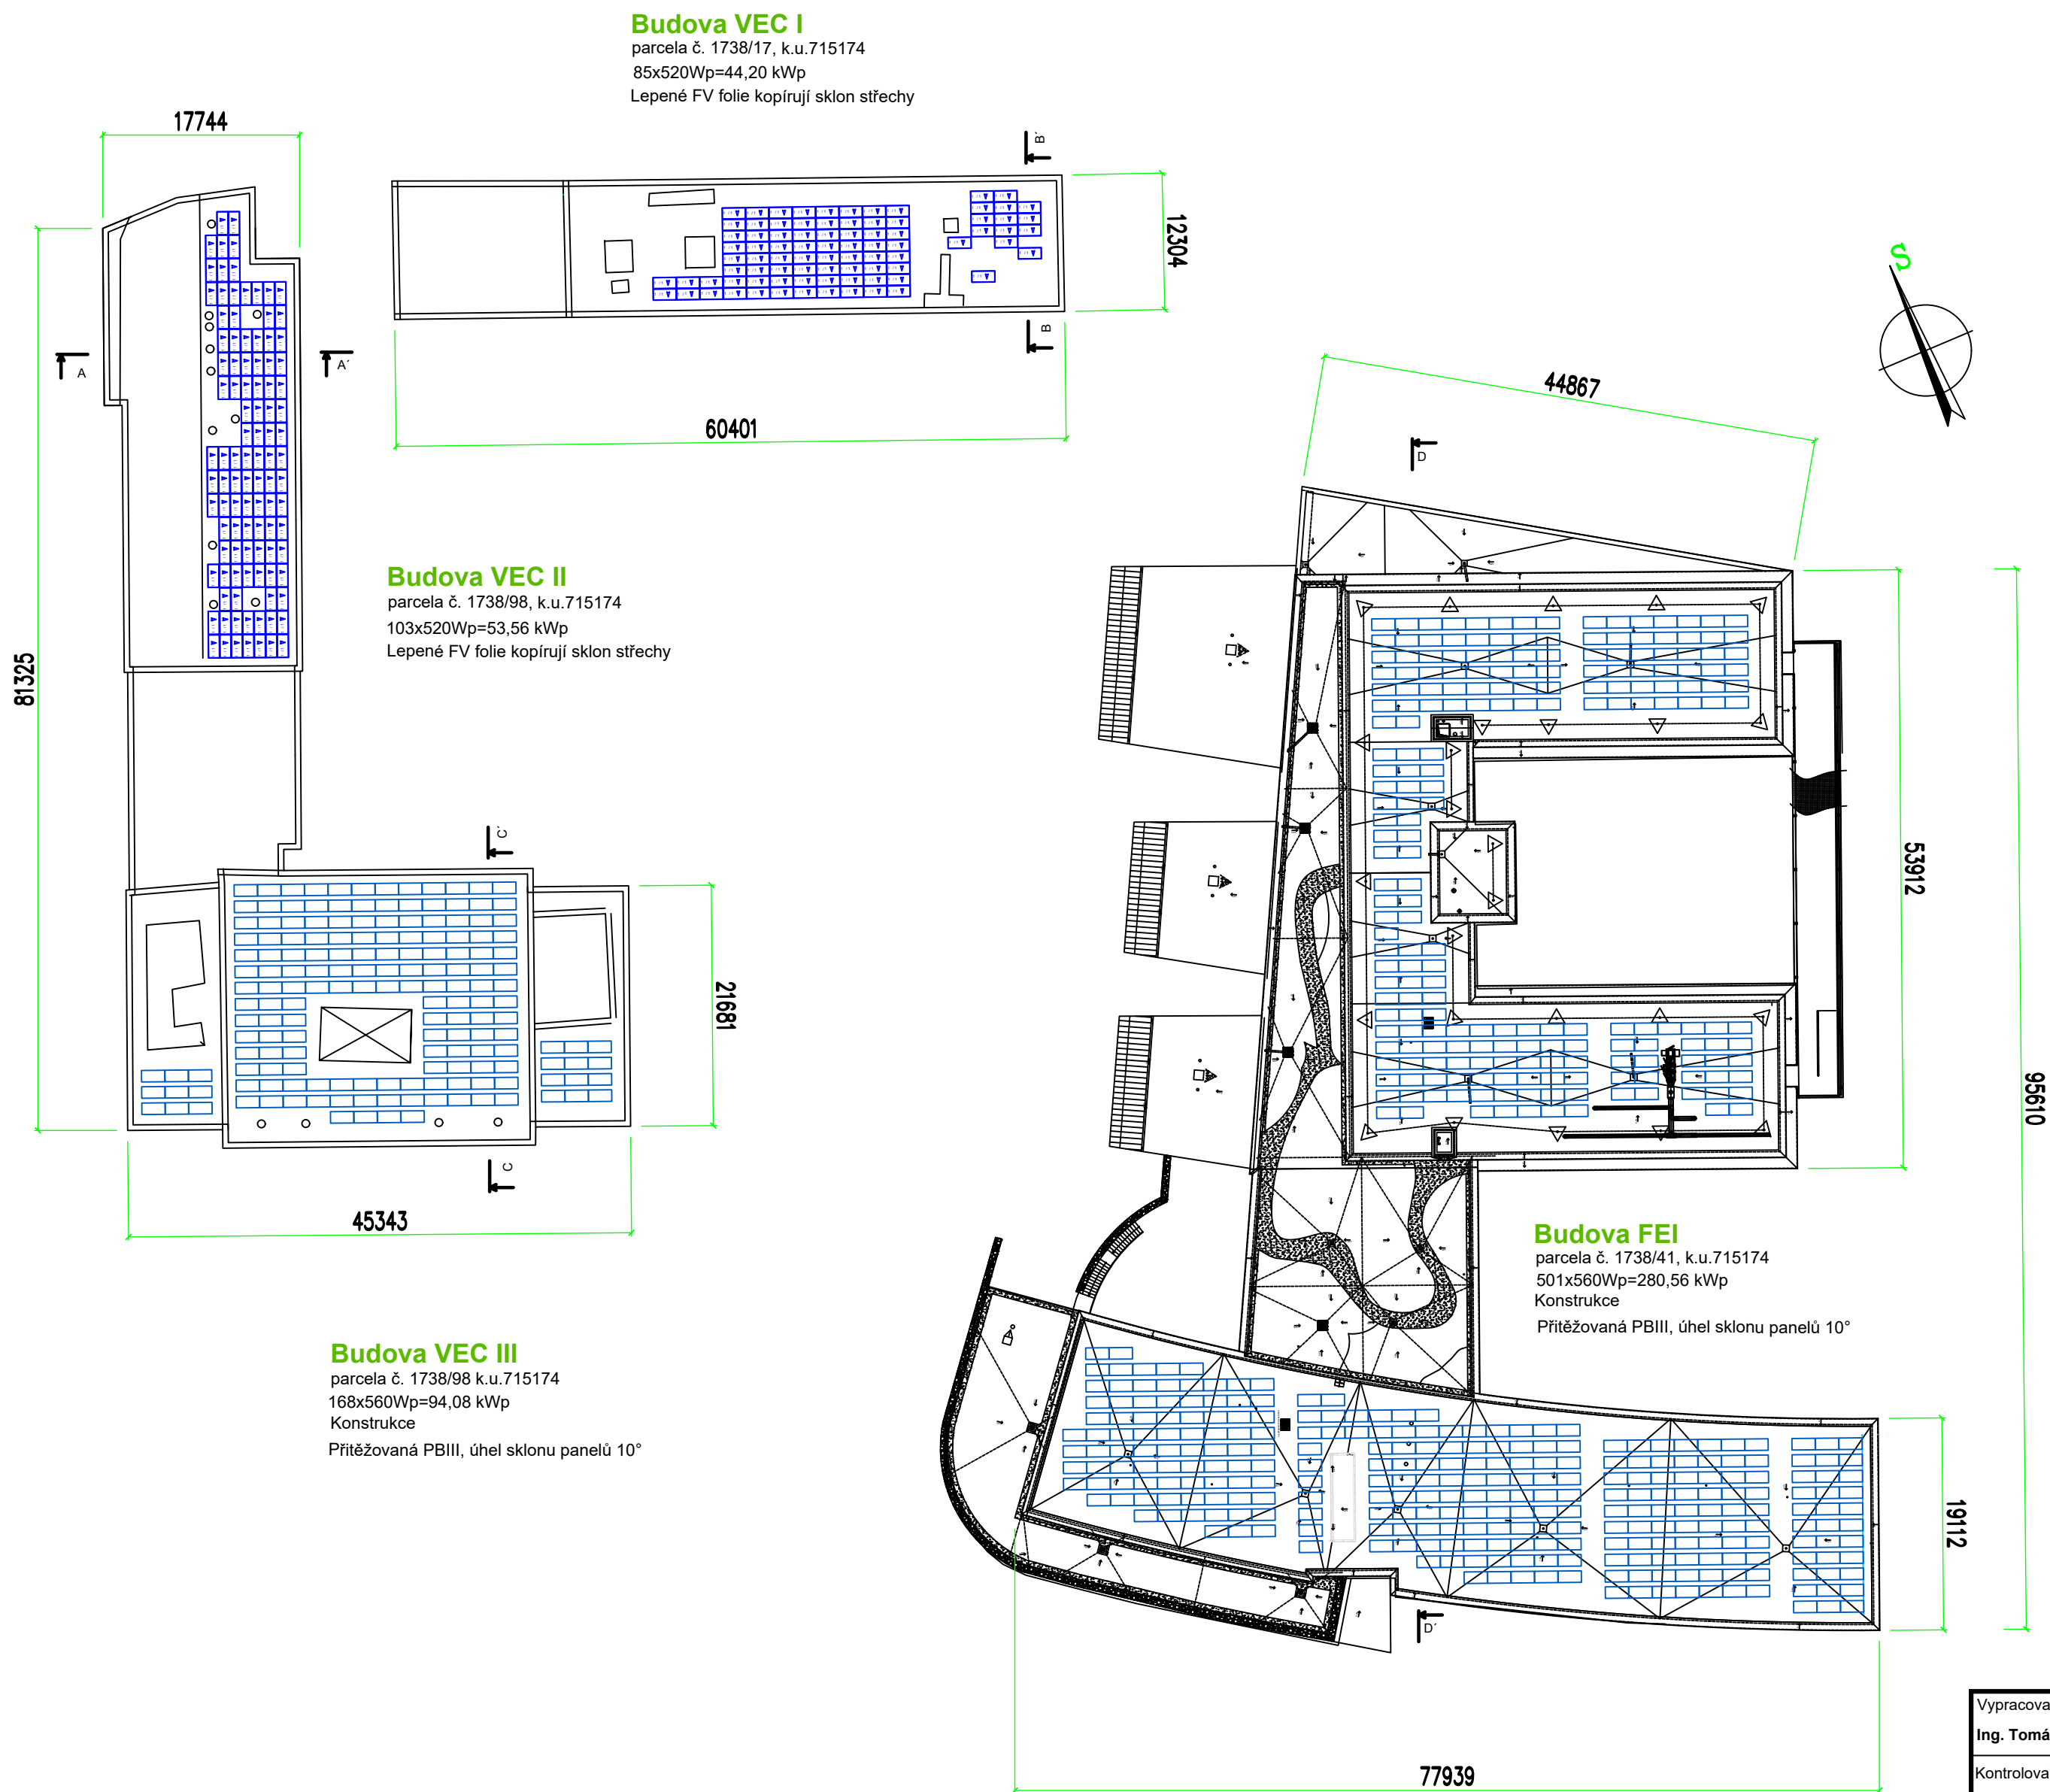 Budova VEC I
parcela č. 1738/17, k.u.715174
85x520Wp=44,20 kWp
Lepené FV folie kopírují sklon střechy
17744
B´
12304
B
60401
A
A´
81325
S
44867
D
Budova VEC II
parcela č. 1738/98, k.u.715174
103x520Wp=53,56 kWp
Lepené FV folie kopírují sklon střechy
53912
95610
C´
21681
C
45343
Budova FEI
parcela č. 1738/41, k.u.715174
501x560Wp=280,56 kWp
Konstrukce
Přitěžovaná PBIII, úhel sklonu panelů 10°
Budova VEC III
parcela č. 1738/98 k.u.715174
168x560Wp=94,08 kWp
Konstrukce
Přitěžovaná PBIII, úhel sklonu panelů 10°
19112
D´
77939
Vypracova
Ing. Tomá
Kontrolova